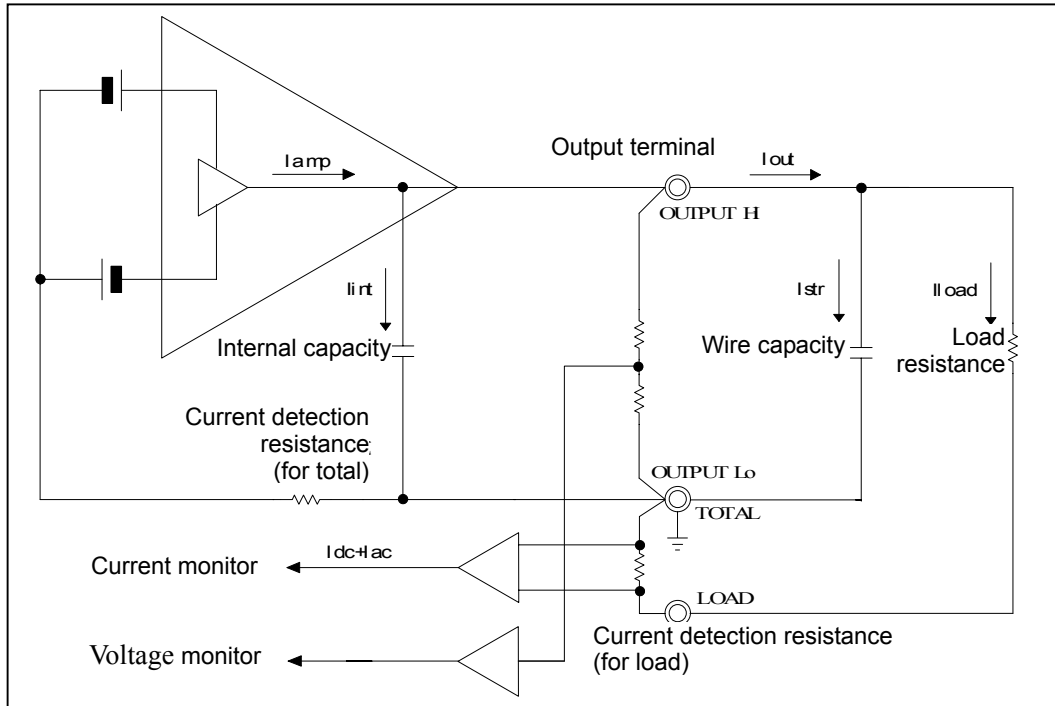 Output terminal
Iamp
Iout
OUTPUT H
Iint
Istr
Iload
Internal capacity
Wire capacity
Load
resistance
Current detection
resistance
(for total)
OUTPUT Lo
TOTAL
Current monitor
Idc+Iac
LOAD
Current detection resistance
(for load)
Voltage monitor